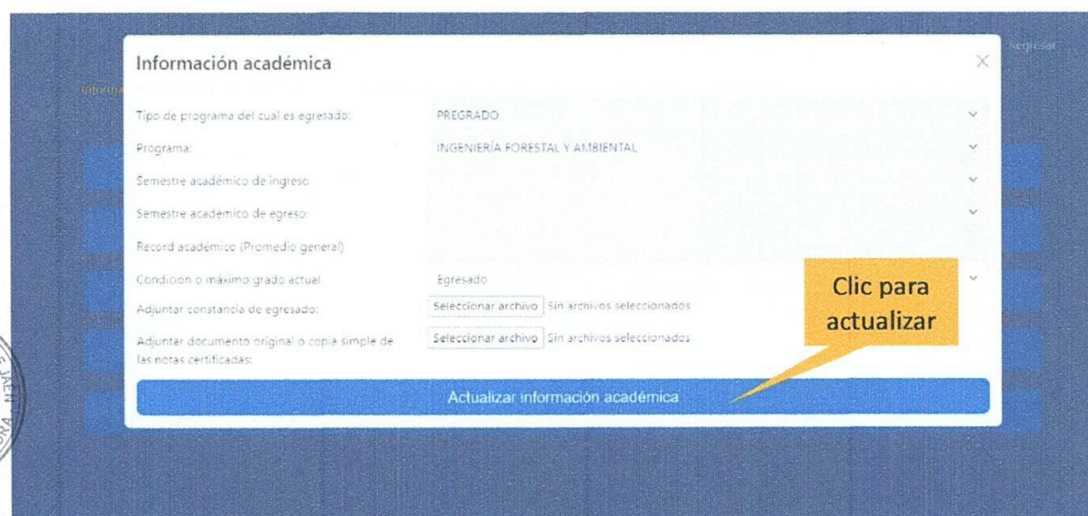 Regresar
Información académica
Informa
Tipo de programa del cual es egresado:
PREGRADO
Programa:
INGENIERÍA FORESTAL Y AMBIENTAL
Semestre académico de ingreso:
Semestre académico de egreso:
Record académico (Promedio general)
Condición o máximo grado actual
Egresado
Adjuntar constancia de egresado:
Seleccionar archivo Sin archivos seleccionados
Adjuntar documento original o copia simple de
las notas certificadas:
Seleccionar archivo Sin archivos seleccionados
Clic para
actualizar
Actualizar información académica
JAEN